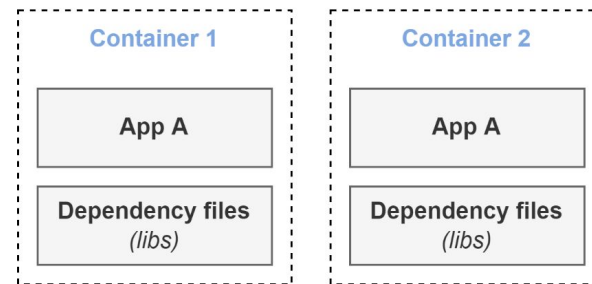 Container 1
App A
Dependency files
(libs)
Container 2
App A
Dependency files
(libs)